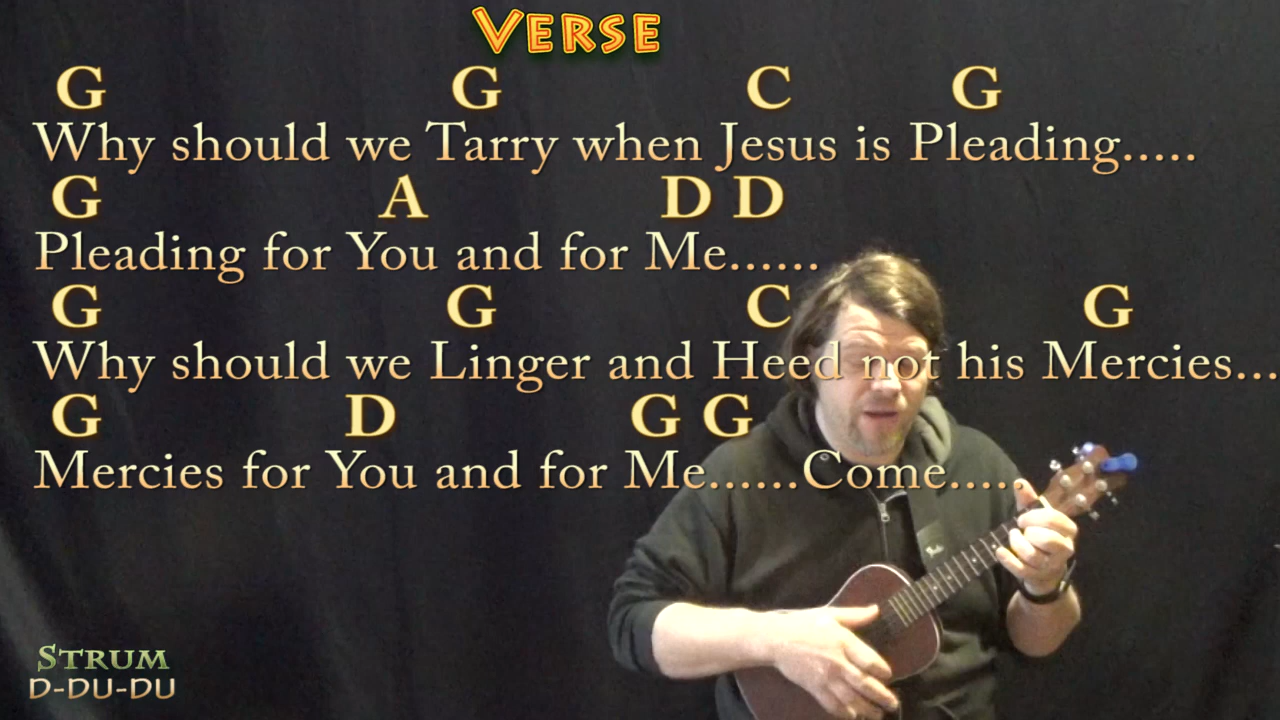 VERSE
G G C G
Why should we Tarry when Jesus is Pleading.....
G A D D
Pleading for You and for Me......
G G C G
Why should we Linger and Heed not his Mercies...
G D G G
Mercies for You and for Me......Come.....
STRUM
D-DU-DU